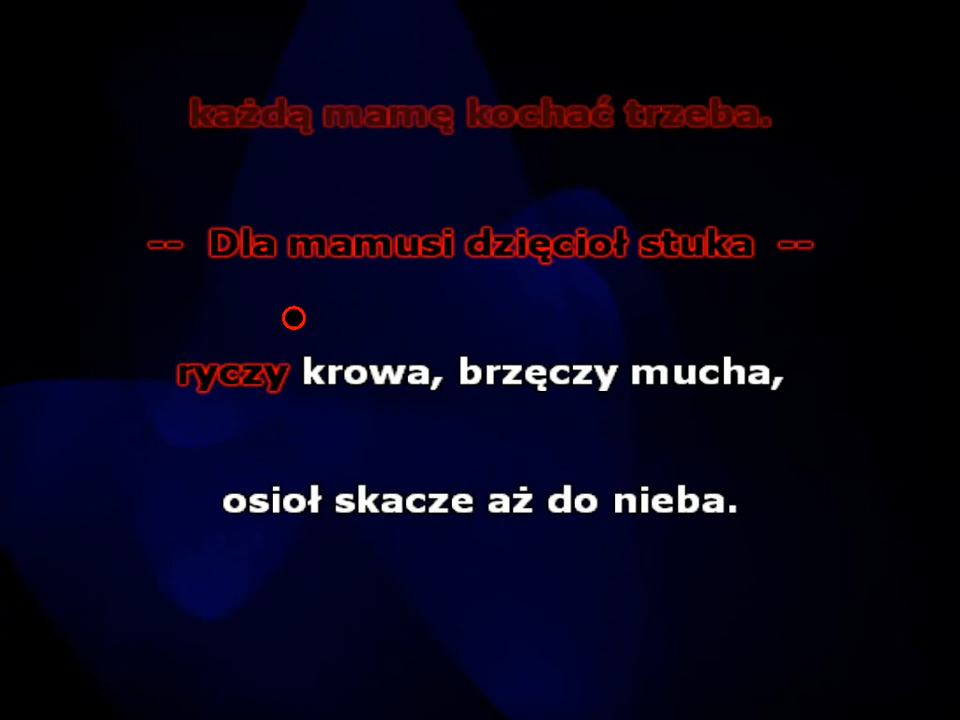 każdą mamę kochać trzeba.
-- Dla mamusi dzięcioł stuka --
ryczy krowa, brzęczy mucha,
osioł skacze aż do nieba.